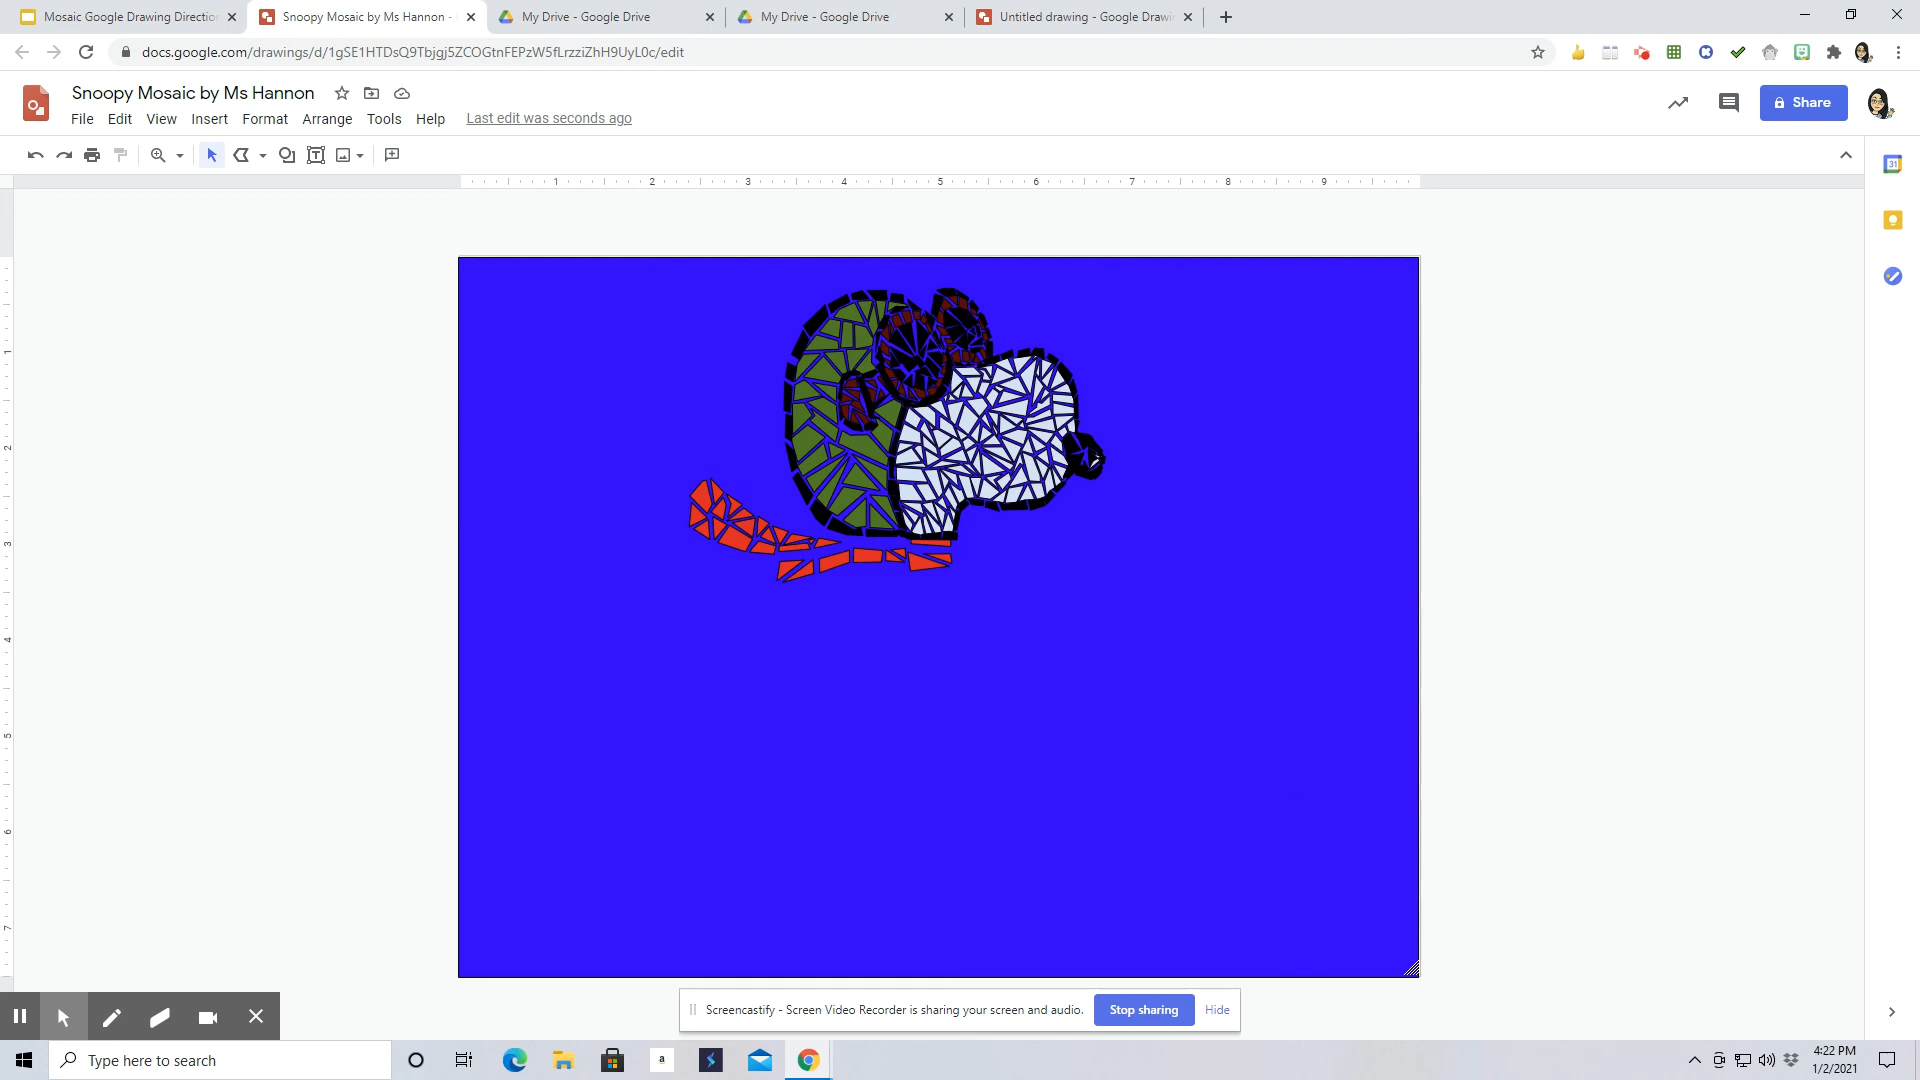 Mosaic Google Drawing Direction
Snoopy Mosaic by Ms Hannon -
My Drive - Google Drive
My Drive - Google Drive
Untitled drawing - Google Drawi
docs.google.com/drawings/d/1gSE1HTDsQ9Tbjgj5ZCOGtnFEPzW5fLrzziZhH9UyL0c/edit
Snoopy Mosaic by Ms Hannon
Share
File Edit View Insert Format Arrange Tools Help Last edit was seconds ago
31
1 2 3 4 5 6 7 8 9
1
2
3
4
5
6
7
Screencastify - Screen Video Recorder is sharing your screen and audio. Stop sharing Hide
Type here to search
a
4:22 PM
1/2/2021